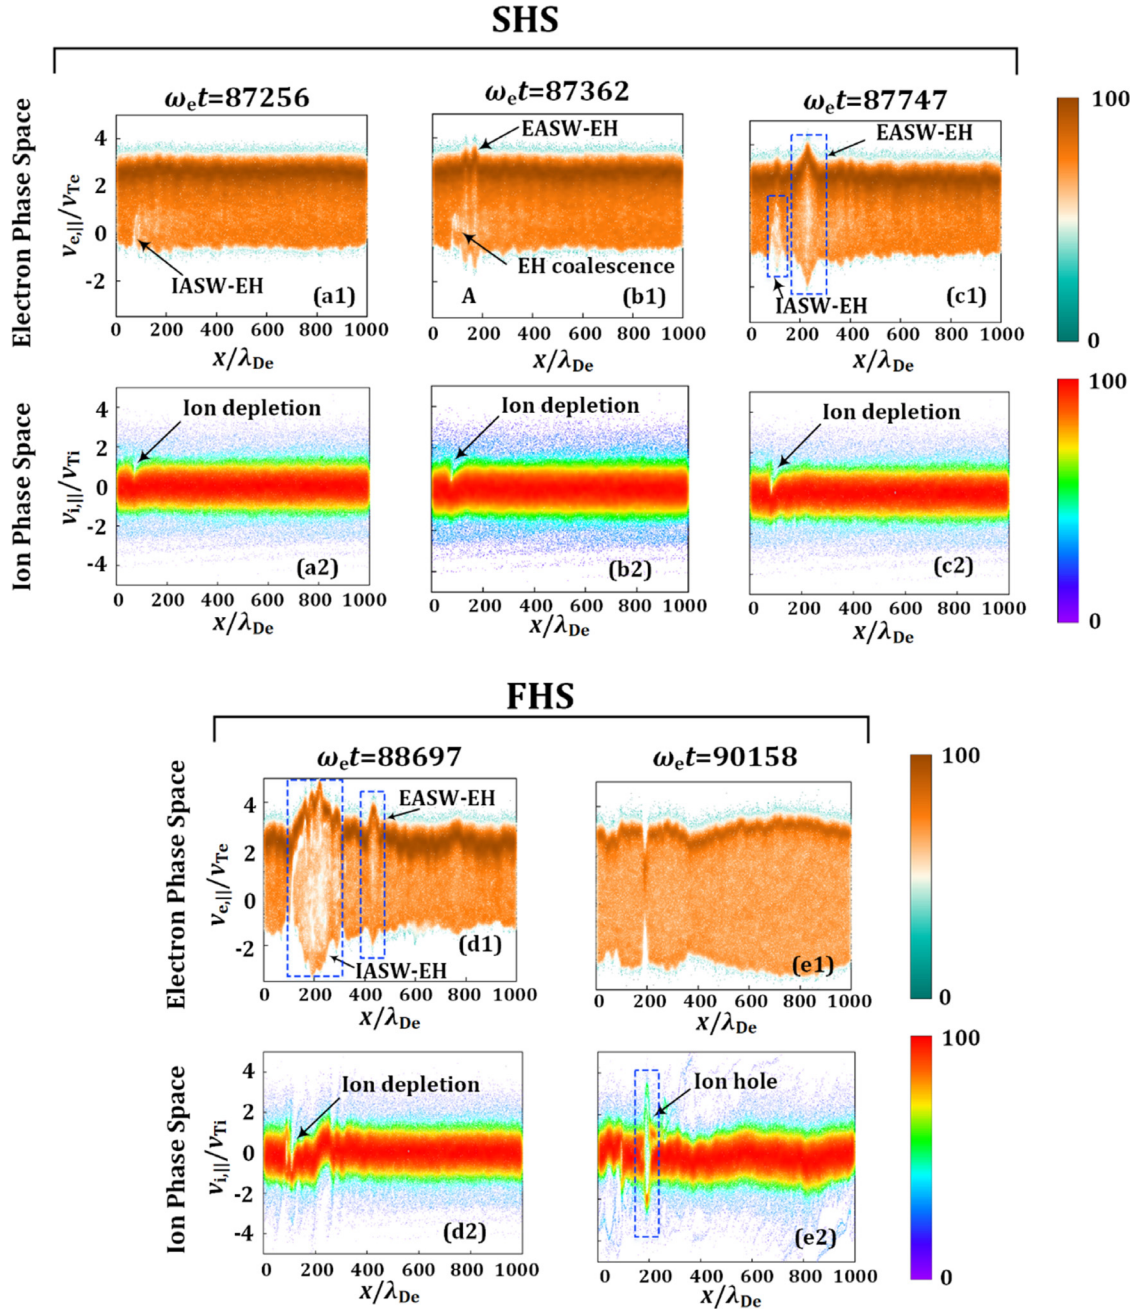 SHS
ωet=87256
ωet=87362
ωet=87747
Electron Phase Space
ve,||/vTe
4
2
0
-2
IASW-EH
(a1)
0 200 400 600 800 1000
x/λDe
EASW-EH
EH coalescence
A
(b1)
0 200 400 600 800 1000
x/λDe
EASW-EH
IASW-EH
(c1)
0 200 400 600 800 1000
x/λDe
100
0
Ion Phase Space
vi,||/vTi
4
2
0
-2
-4
Ion depletion
(a2)
0 200 400 600 800 1000
x/λDe
Ion depletion
(b2)
0 200 400 600 800 1000
x/λDe
Ion depletion
(c2)
0 200 400 600 800 1000
x/λDe
100
0
FHS
ωet=88697
ωet=90158
Electron Phase Space
ve,||/vTe
4
2
0
-2
EASW-EH
IASW-EH
(d1)
0 200 400 600 800 1000
x/λDe
(e1)
0 200 400 600 800 1000
x/λDe
100
0
Ion Phase Space
vi,||/vTi
4
2
0
-2
-4
Ion depletion
(d2)
0 200 400 600 800 1000
x/λDe
Ion hole
(e2)
0 200 400 600 800 1000
x/λDe
100
0